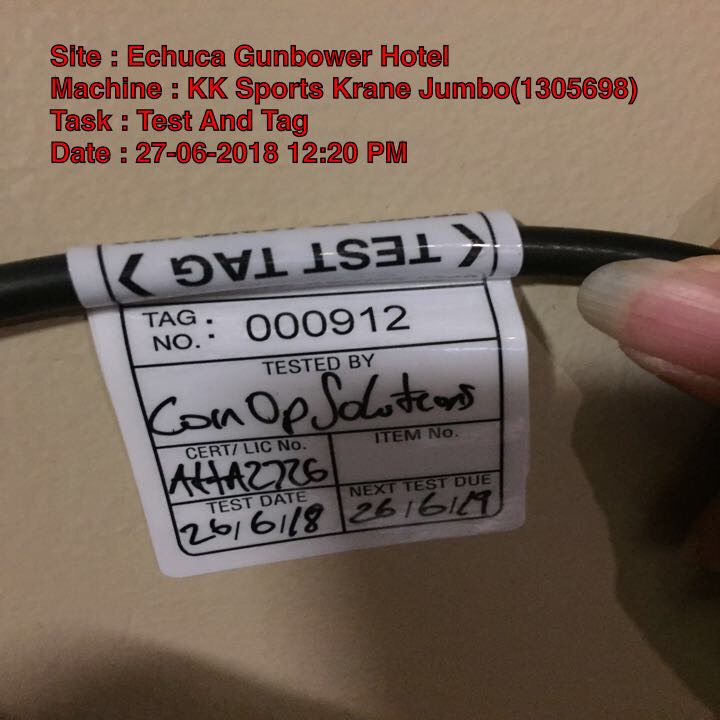 Site : Echuca Gunbower Hotel
Machine : KK Sports Krane Jumbo(1305698)
Task : Test And Tag
Date : 27-06-2018 12:20 PM
TEST TAG
TAG NO. : 000912
TESTED BY
Coin Op Solutions
CERT/ LIC No.
ITEM No.
TEST DATE
NEXT TEST DUE
26/6/18
26/6/19